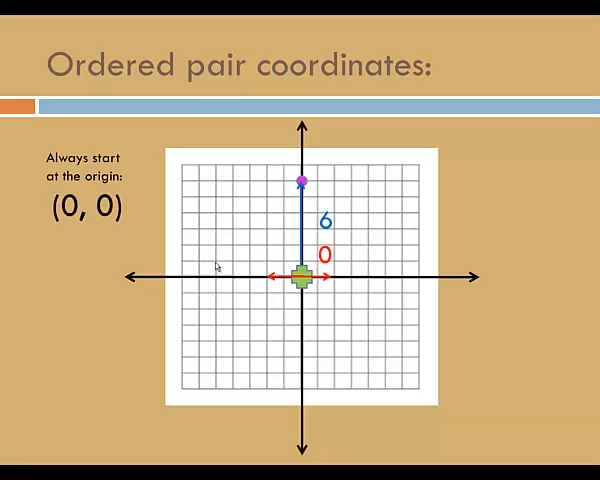 Ordered pair coordinates:
Always start
at the origin:
(0, 0)
6
0